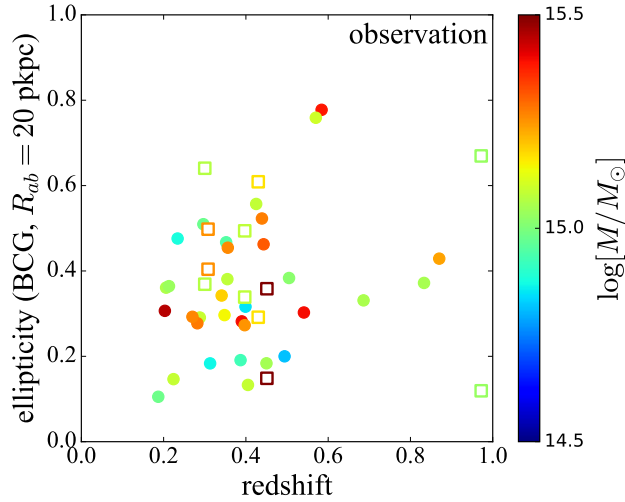 observation
ellipticity (BCG, R_ab = 20 pkpc)
1.0
0.8
0.6
0.4
0.2
0.0
0.0 0.2 0.4 0.6 0.8 1.0
redshift
15.5
15.0
14.5
log[M/M_⊙]